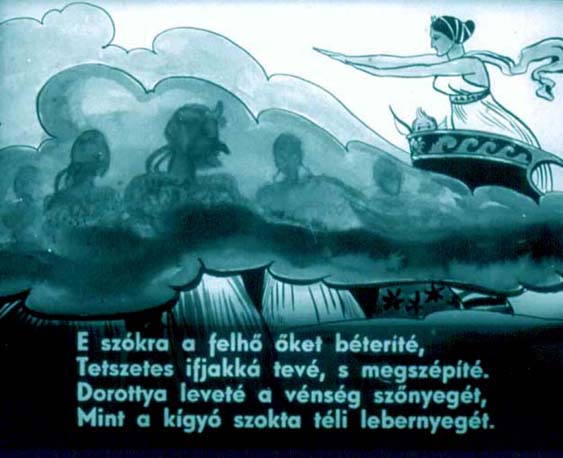 E szókra a felhő őket béteríté,
Tetszetes ifjakká tevé, s megszépíté.
Dorottya leveté a vénség szőnyegét,
Mint a kígyó szokta téli lebernyegét.